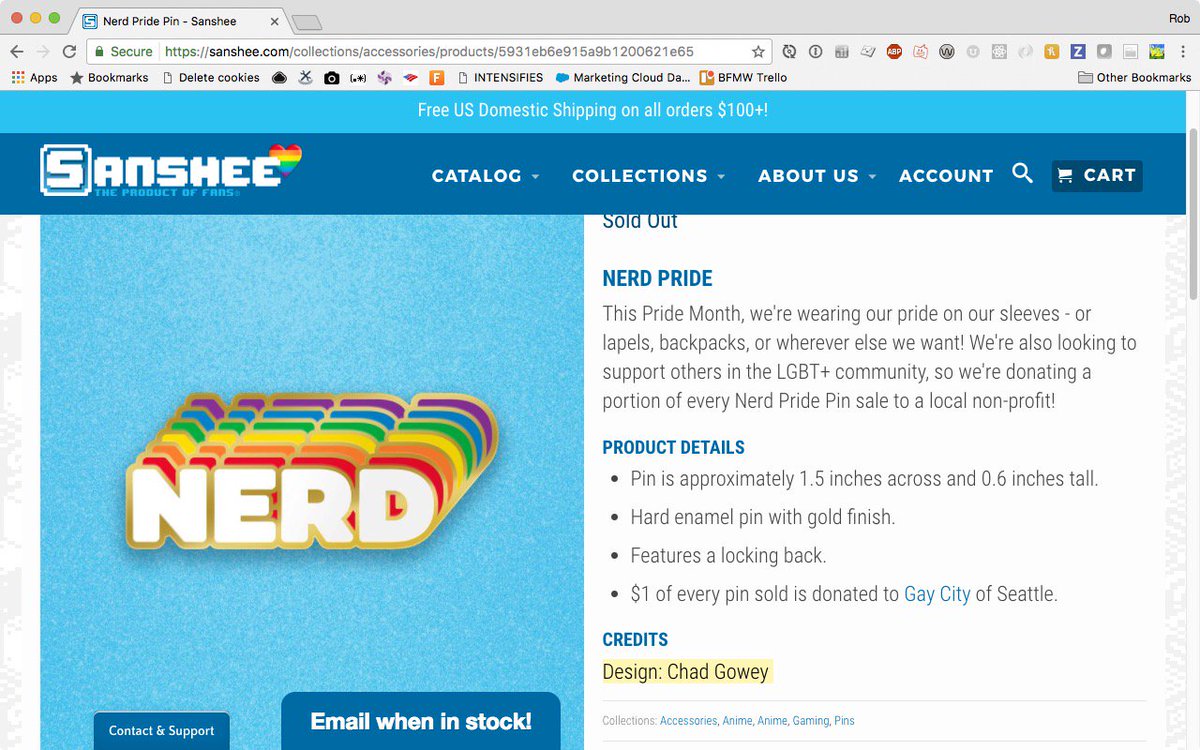 Nerd Pride Pin - Sanshee
Rob
Secure https://sanshee.com/collections/accessories/products/5931eb6e915a9b1200621e65
Apps Bookmarks Delete cookies INTENSIFIES Marketing Cloud Da... BFMW Trello Other Bookmarks
Free US Domestic Shipping on all orders $100+!
SANSHEE
THE PRODUCT OF FANS
CATALOG COLLECTIONS ABOUT US ACCOUNT CART
Sold Out
NERD PRIDE
This Pride Month, we're wearing our pride on our sleeves - or
lapels, backpacks, or wherever else we want! We're also looking to
support others in the LGBT+ community, so we're donating a
portion of every Nerd Pride Pin sale to a local non-profit!
NERD
PRODUCT DETAILS
• Pin is approximately 1.5 inches across and 0.6 inches tall.
• Hard enamel pin with gold finish.
• Features a locking back.
• $1 of every pin sold is donated to Gay City of Seattle.
CREDITS
Design: Chad Gowey
Collections: Accessories, Anime, Anime, Gaming, Pins
Contact & Support
Email when in stock!